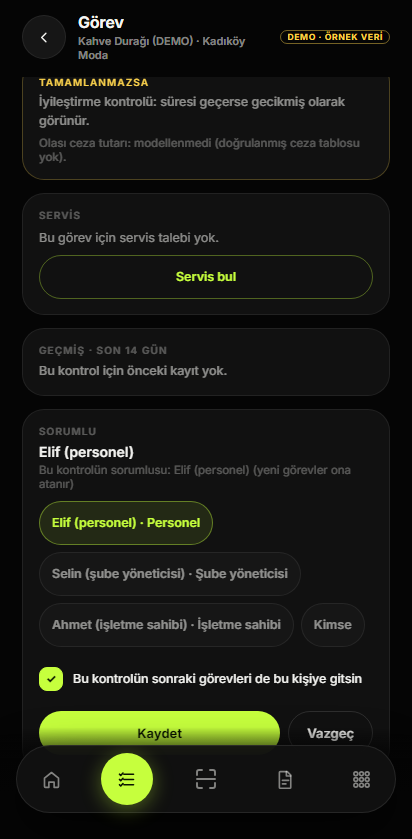 Görev
Kahve Durağı (DEMO) · Kadıköy
Moda
DEMO · ÖRNEK VERİ
TAMAMLANMAZSA
İyileştirme kontrolü: süresi geçerse gecikmiş olarak
görünür.
Olası ceza tutarı: modellenmedi (doğrulanmış ceza tablosu
yok).
SERVİS
Bu görev için servis talebi yok.
Servis bul
GEÇMİŞ · SON 14 GÜN
Bu kontrol için önceki kayıt yok.
SORUMLU
Elif (personel)
Bu kontrolün sorumlusu: Elif (personel) (yeni görevler ona
atanır)
Elif (personel) · Personel
Selin (şube yöneticisi) · Şube yöneticisi
Ahmet (işletme sahibi) · İşletme sahibi
Kimse
Bu kontrolün sonraki görevleri de bu kişiye gitsin
Kaydet
Vazgeç